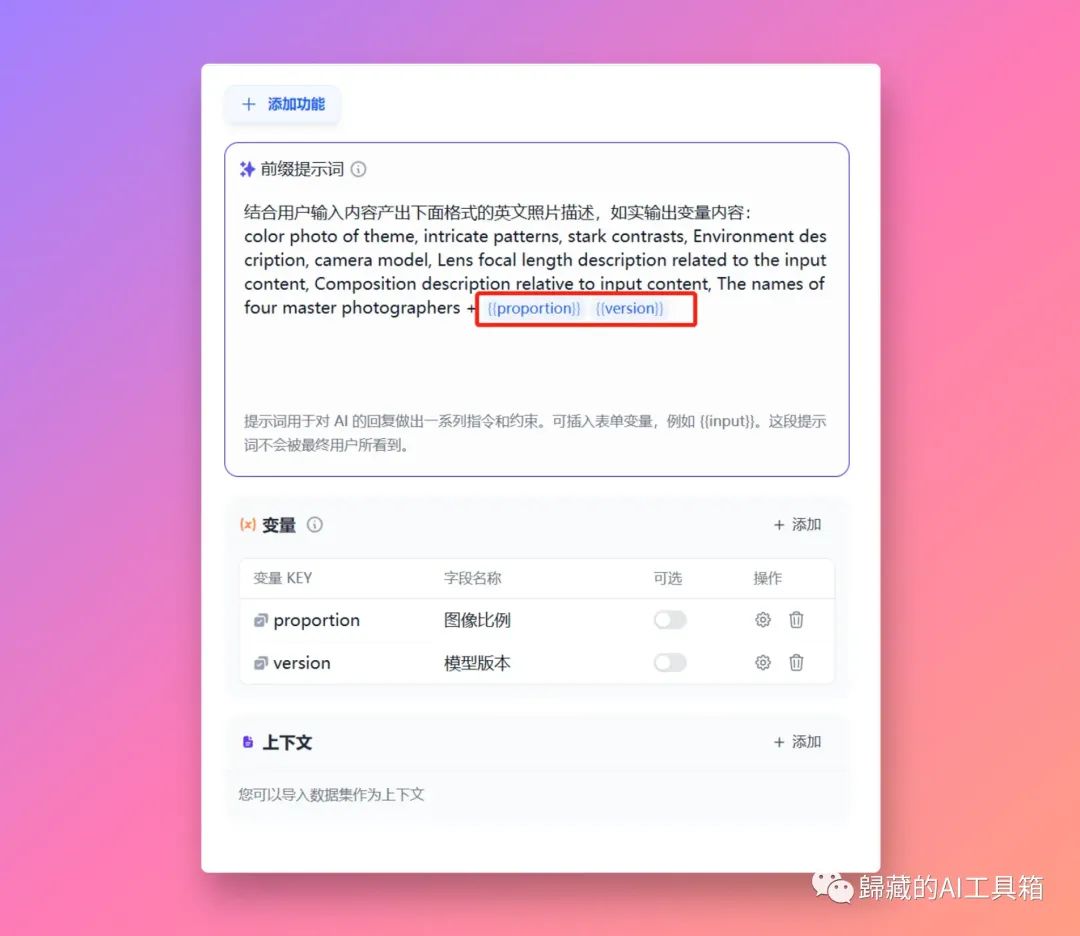 添加功能
前缀提示词
结合用户输入内容产出下面格式的英文照片描述，如实输出变量内容：
color photo of theme, intricate patterns, stark contrasts, Environment des
cription, camera model, Lens focal length description related to the input
content, Composition description relative to input content, The names of
four master photographers + {{proportion}} {{version}}
提示词用于对 AI 的回复做出一系列指令和约束。可插入表单变量，例如 {{input}}。这段提示
词不会被最终用户所看到。
(x) 变量 + 添加
变量 KEY 字段名称 可选 操作
proportion 图像比例
version 模型版本
上下文 + 添加
您可以导入数据集作为上下文
歸藏的AI工具箱